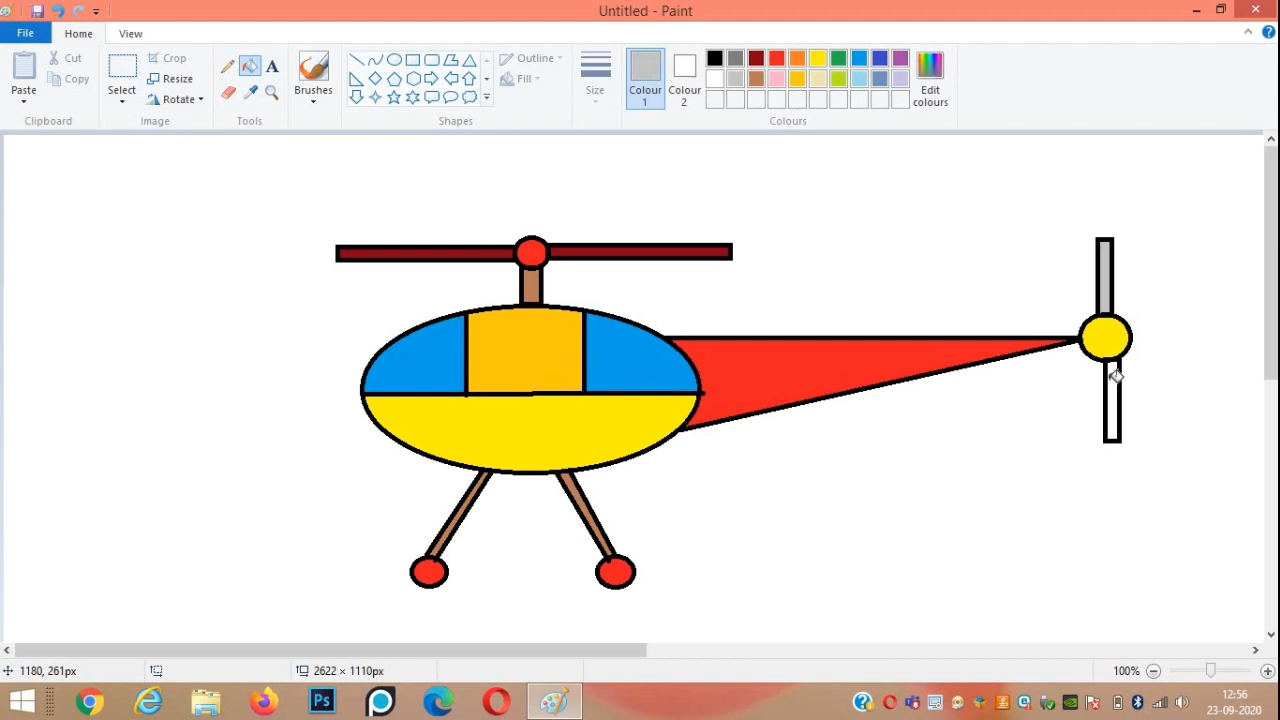 Untitled - Paint
File Home View
Paste
Cut
Copy
Clipboard
Select
Crop
Resize
Rotate
Image
A
Tools
Brushes
Outline
Fill
Shapes
Size
Colour 1
Colour 2
Edit colours
Colours
1180, 261px
2622 × 1110px
100%
Ps
12:56
23-09-2020